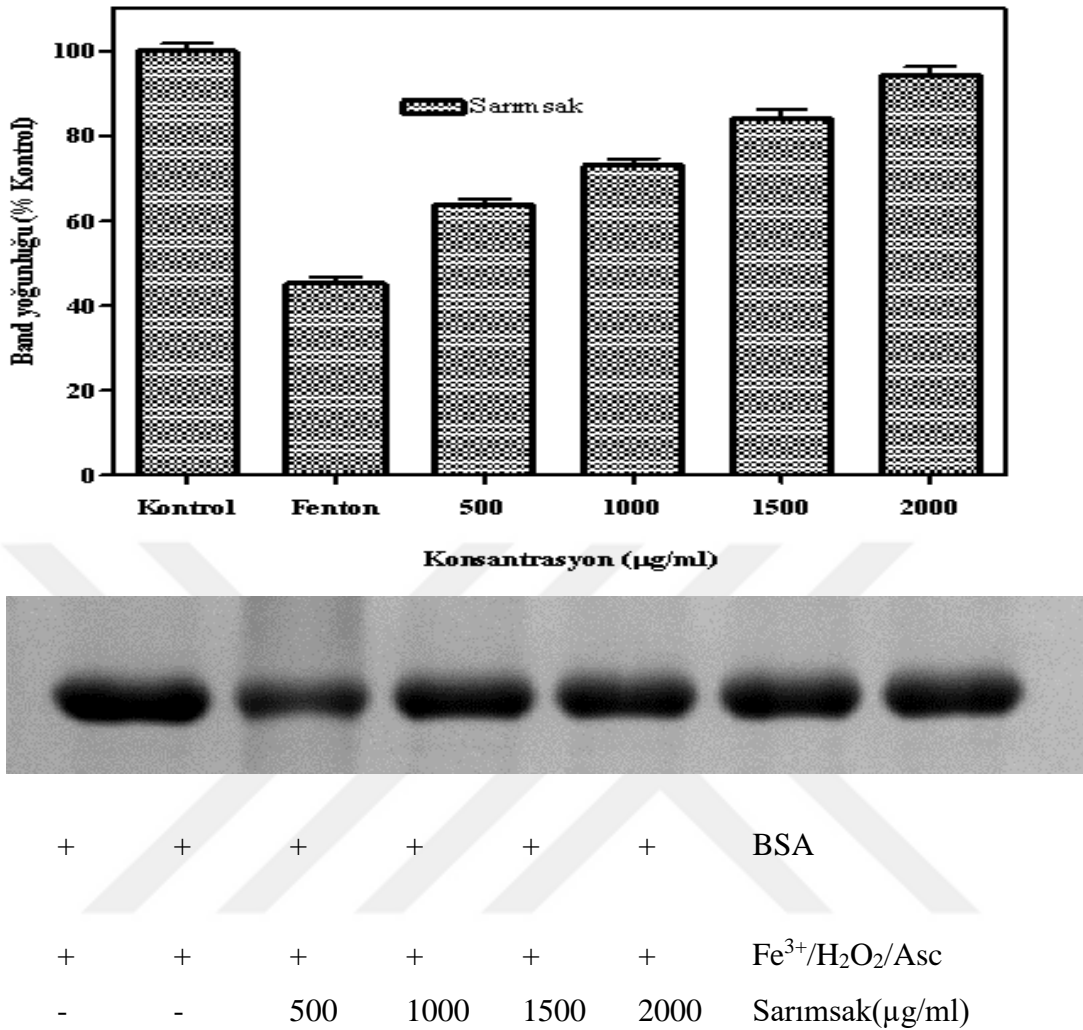 Band yoğunluğu (% Kontrol)
100
80
60
40
20
0
Sarımsak
Kontrol Fenton 500 1000 1500 2000
Konsantrasyon (µg/ml)
+ + + + + + BSA
+ + + + + + Fe³⁺/H₂O₂/Asc
- - 500 1000 1500 2000 Sarımsak(µg/ml)